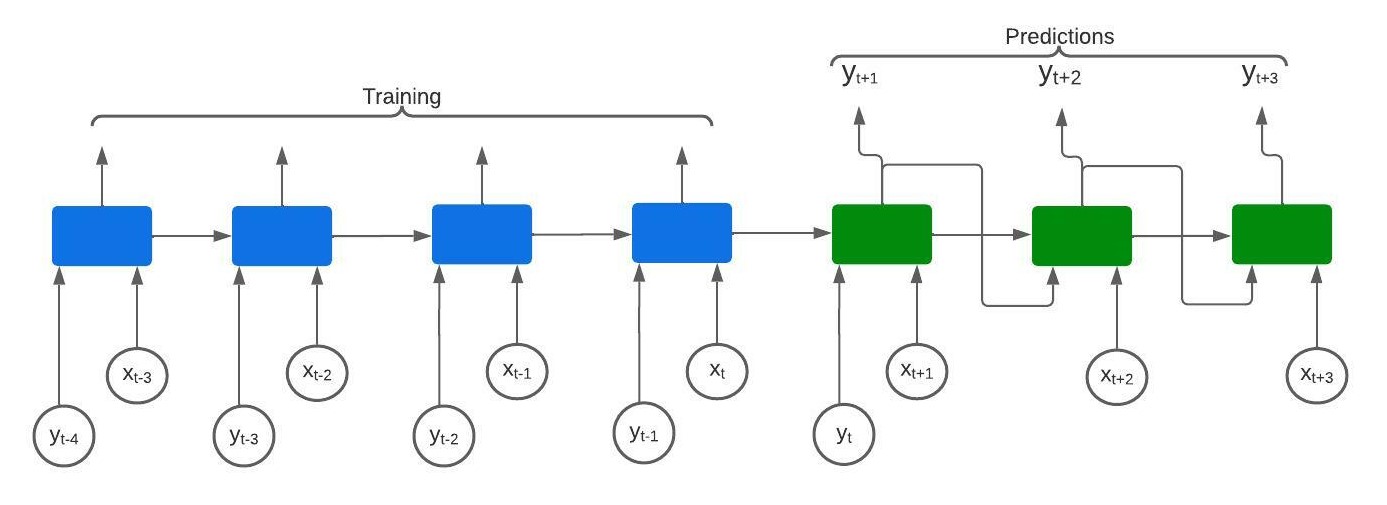 Predictions
y_{t+1} y_{t+2} y_{t+3}
Training
x_{t-3} x_{t-2} x_{t-1} x_t x_{t+1} x_{t+2} x_{t+3}
y_{t-4} y_{t-3} y_{t-2} y_{t-1} y_t